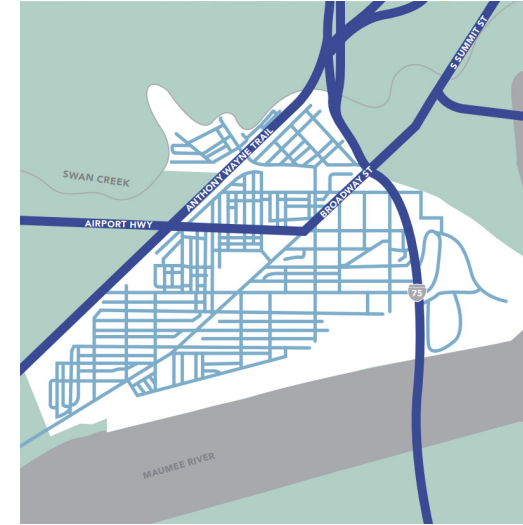 S SUMMIT ST
ANTHONY WAYNE TRAIL
SWAN CREEK
BROADWAY ST
AIRPORT HWY
75
MAUMEE RIVER